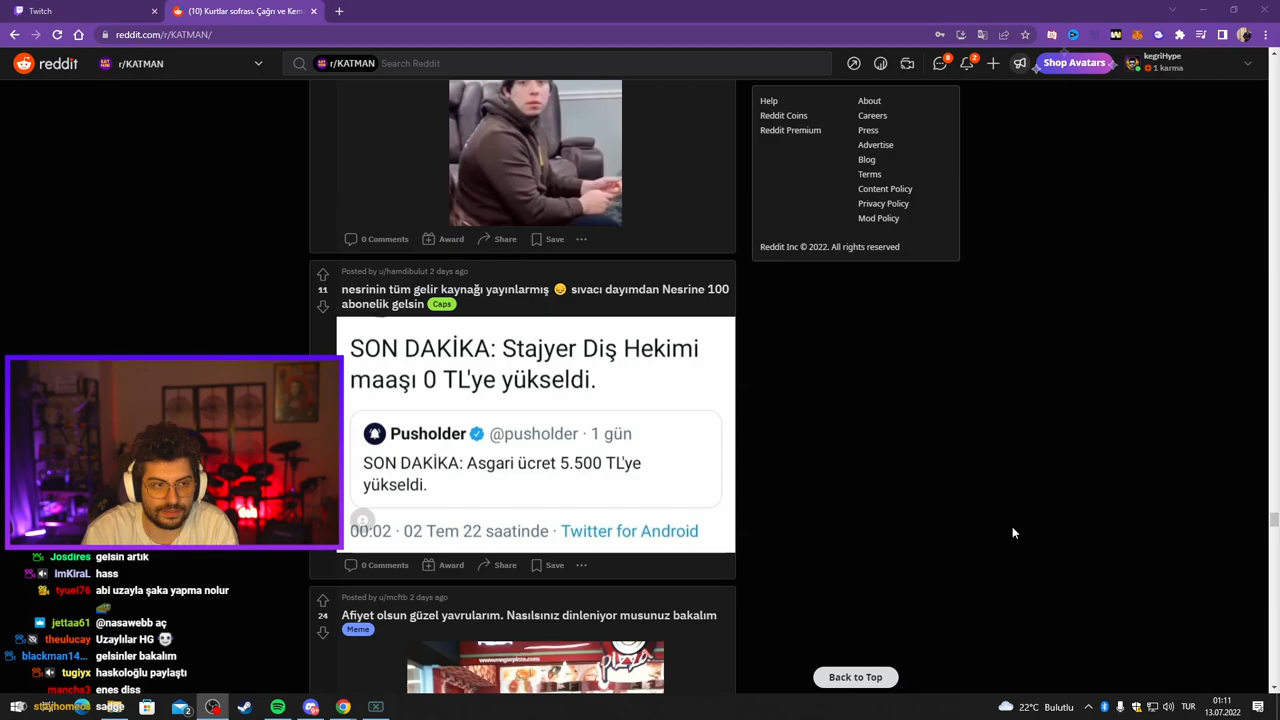 Twitch
(10) Kurtlar sofrası. Çağrı ve Kem
reddit.com/r/KATMAN/
reddit
r/KATMAN
r/KATMAN
Search Reddit
8
2
Shop Avatars
kegriHype
1 karma
Help
Reddit Coins
Reddit Premium
About
Careers
Press
Advertise
Blog
Terms
Content Policy
Privacy Policy
Mod Policy
Reddit Inc © 2022. All rights reserved
0 Comments
Award
Share
Save
Posted by u/hamdibulut 2 days ago
11
nesrinin tüm gelir kaynağı yayınlarmış 😔 sıvacı dayımdan Nesrine 100
abonelik gelsin Caps
SON DAKİKA: Stajyer Diş Hekimi
maaşı 0 TL'ye yükseldi.
Pusholder @pusholder · 1 gün
SON DAKİKA: Asgari ücret 5.500 TL'ye
yükseldi.
00:02 · 02 Tem 22 saatinde · Twitter for Android
0 Comments
Award
Share
Save
Posted by u/mcftb 2 days ago
24
Afiyet olsun güzel yavrularım. Nasılsınız dinleniyor musunuz bakalım
Meme
www.mngerpizza.com
PIZZA
Back to Top
Josdires gelsin artık
ImKIraL hass
tyuei76 abi uzayla şaka yapma nolur
jettaa61 @nasawebb aç
theulucay Uzaylılar HG
blackman14... gelsinler bakalım
tugiyx haskoloğlu paylaştı
manchs3 enes diss
sadge
22°C Bulutlu
TUR
01:11
13.07.2022